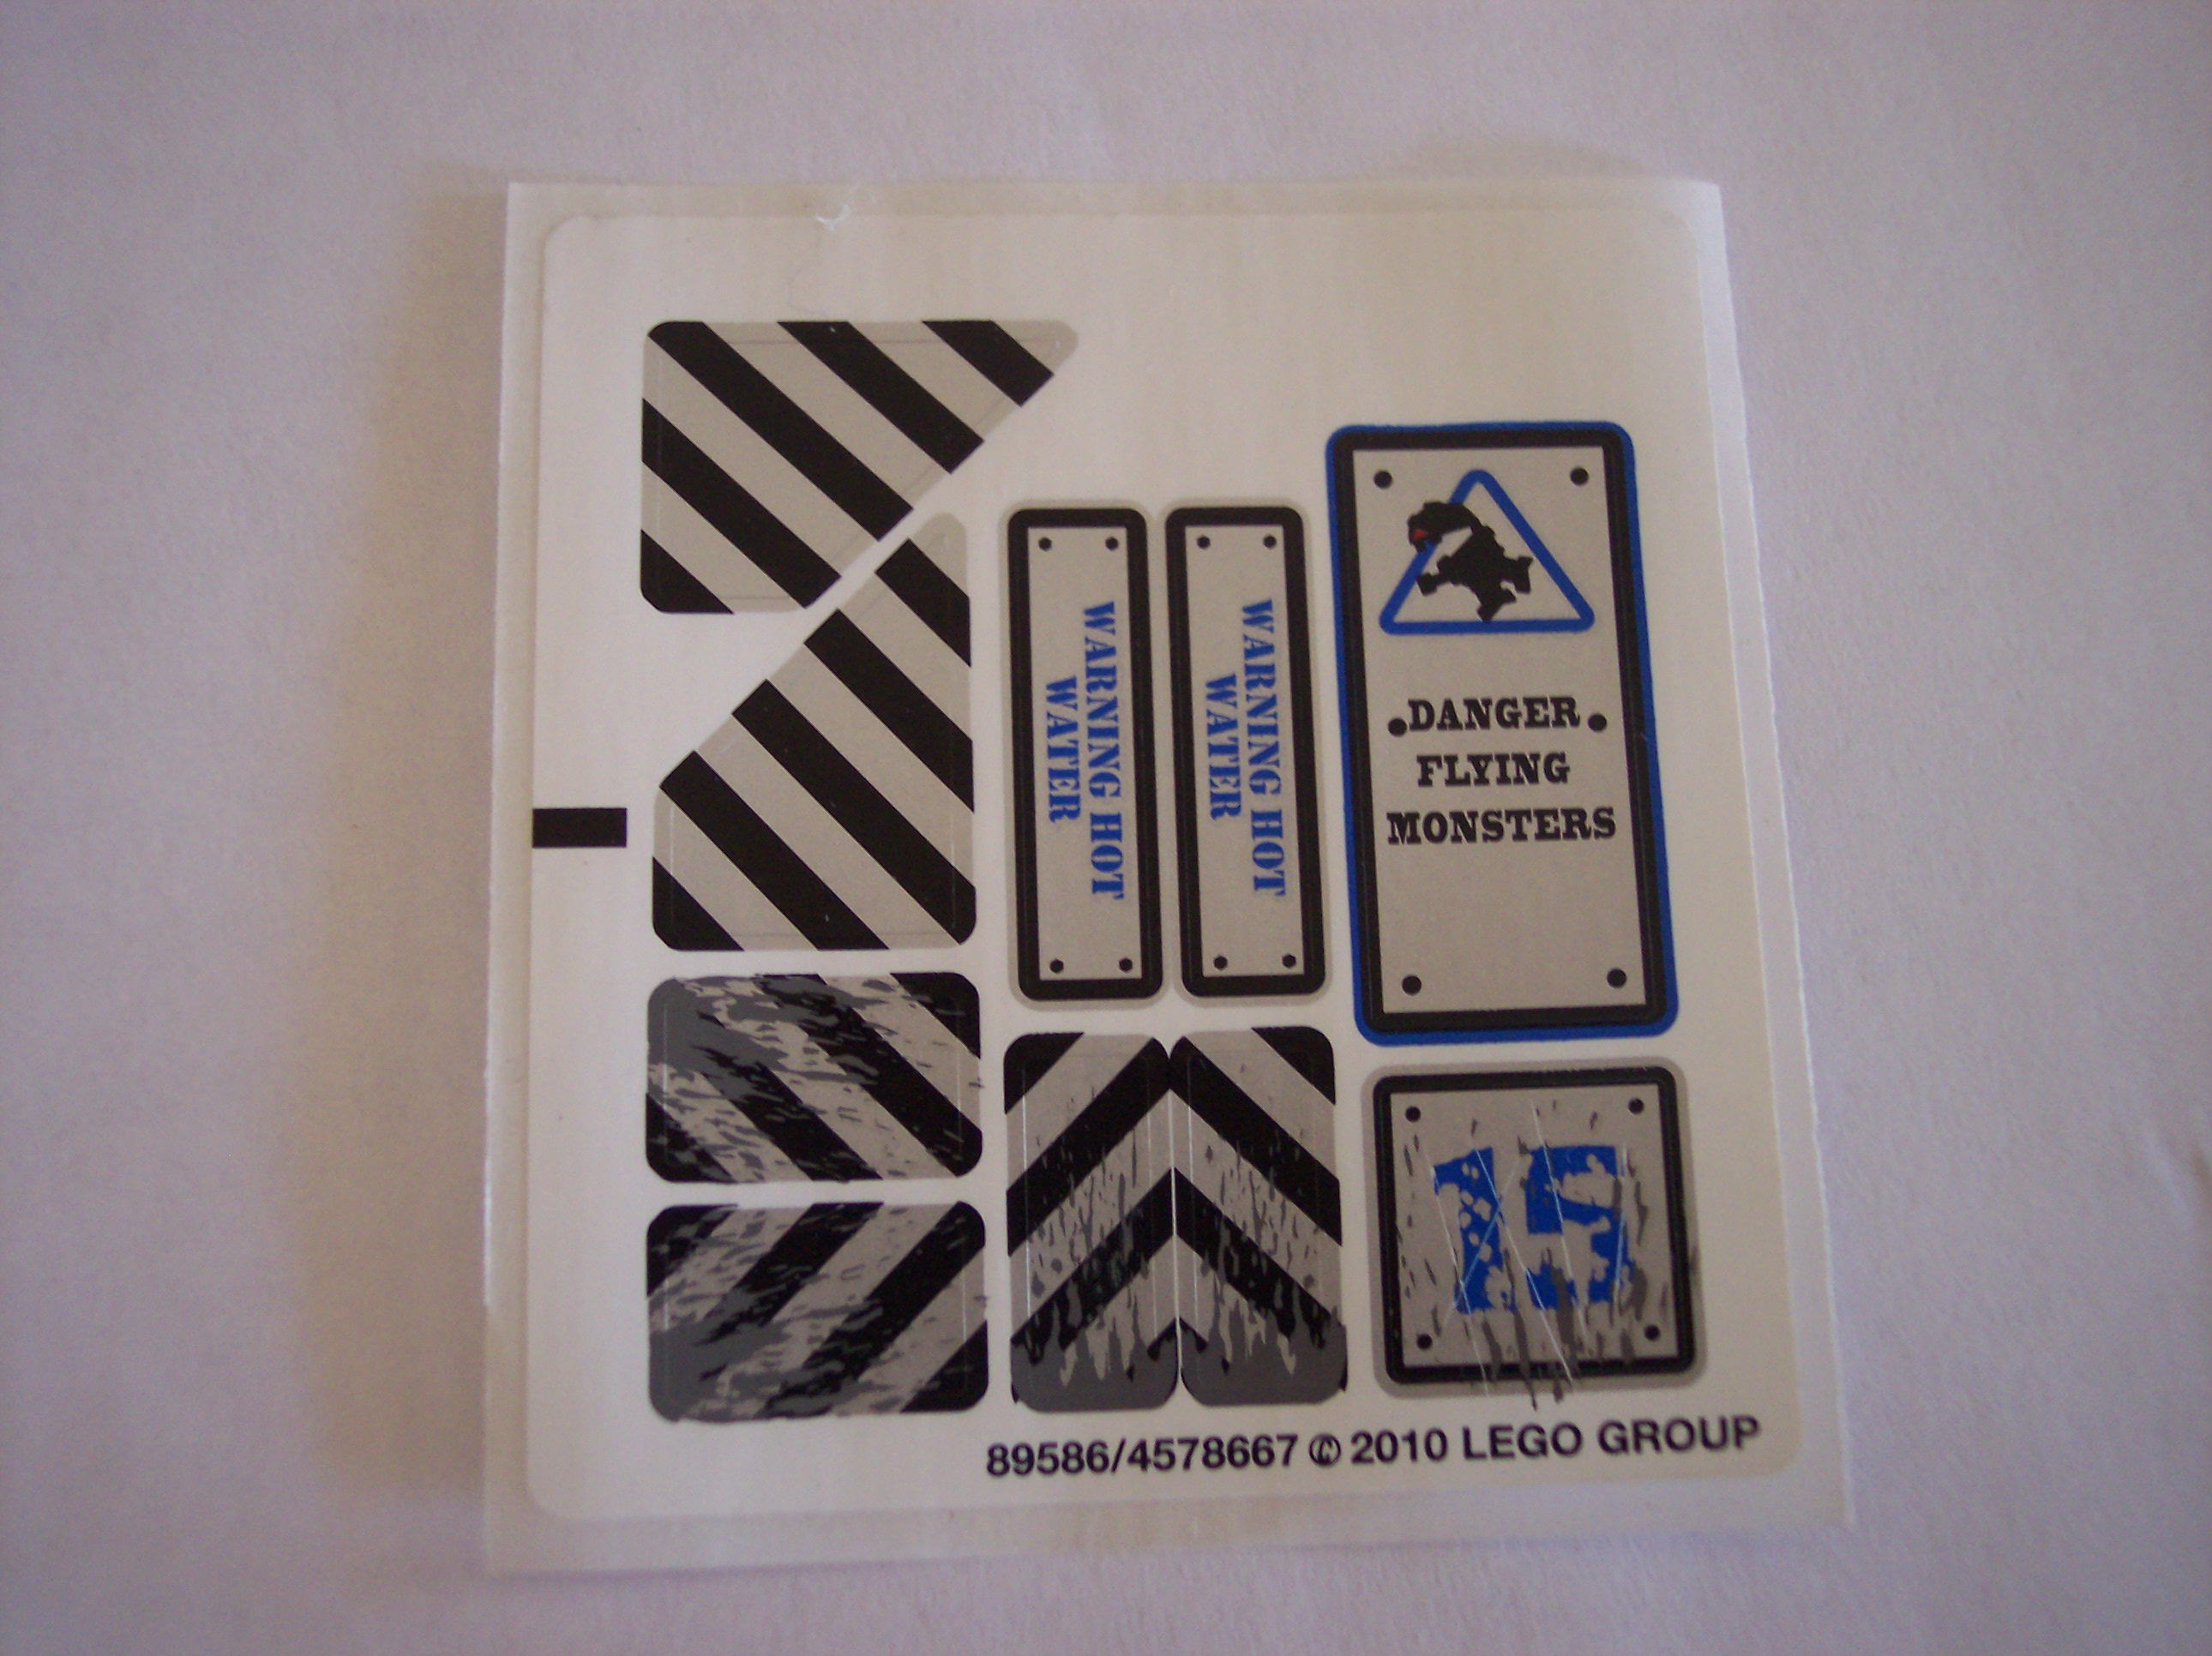 WARNING HOT
WATER
WARNING HOT
WATER
DANGER
FLYING
MONSTERS
15
89586/4578667 © 2010 LEGO GROUP